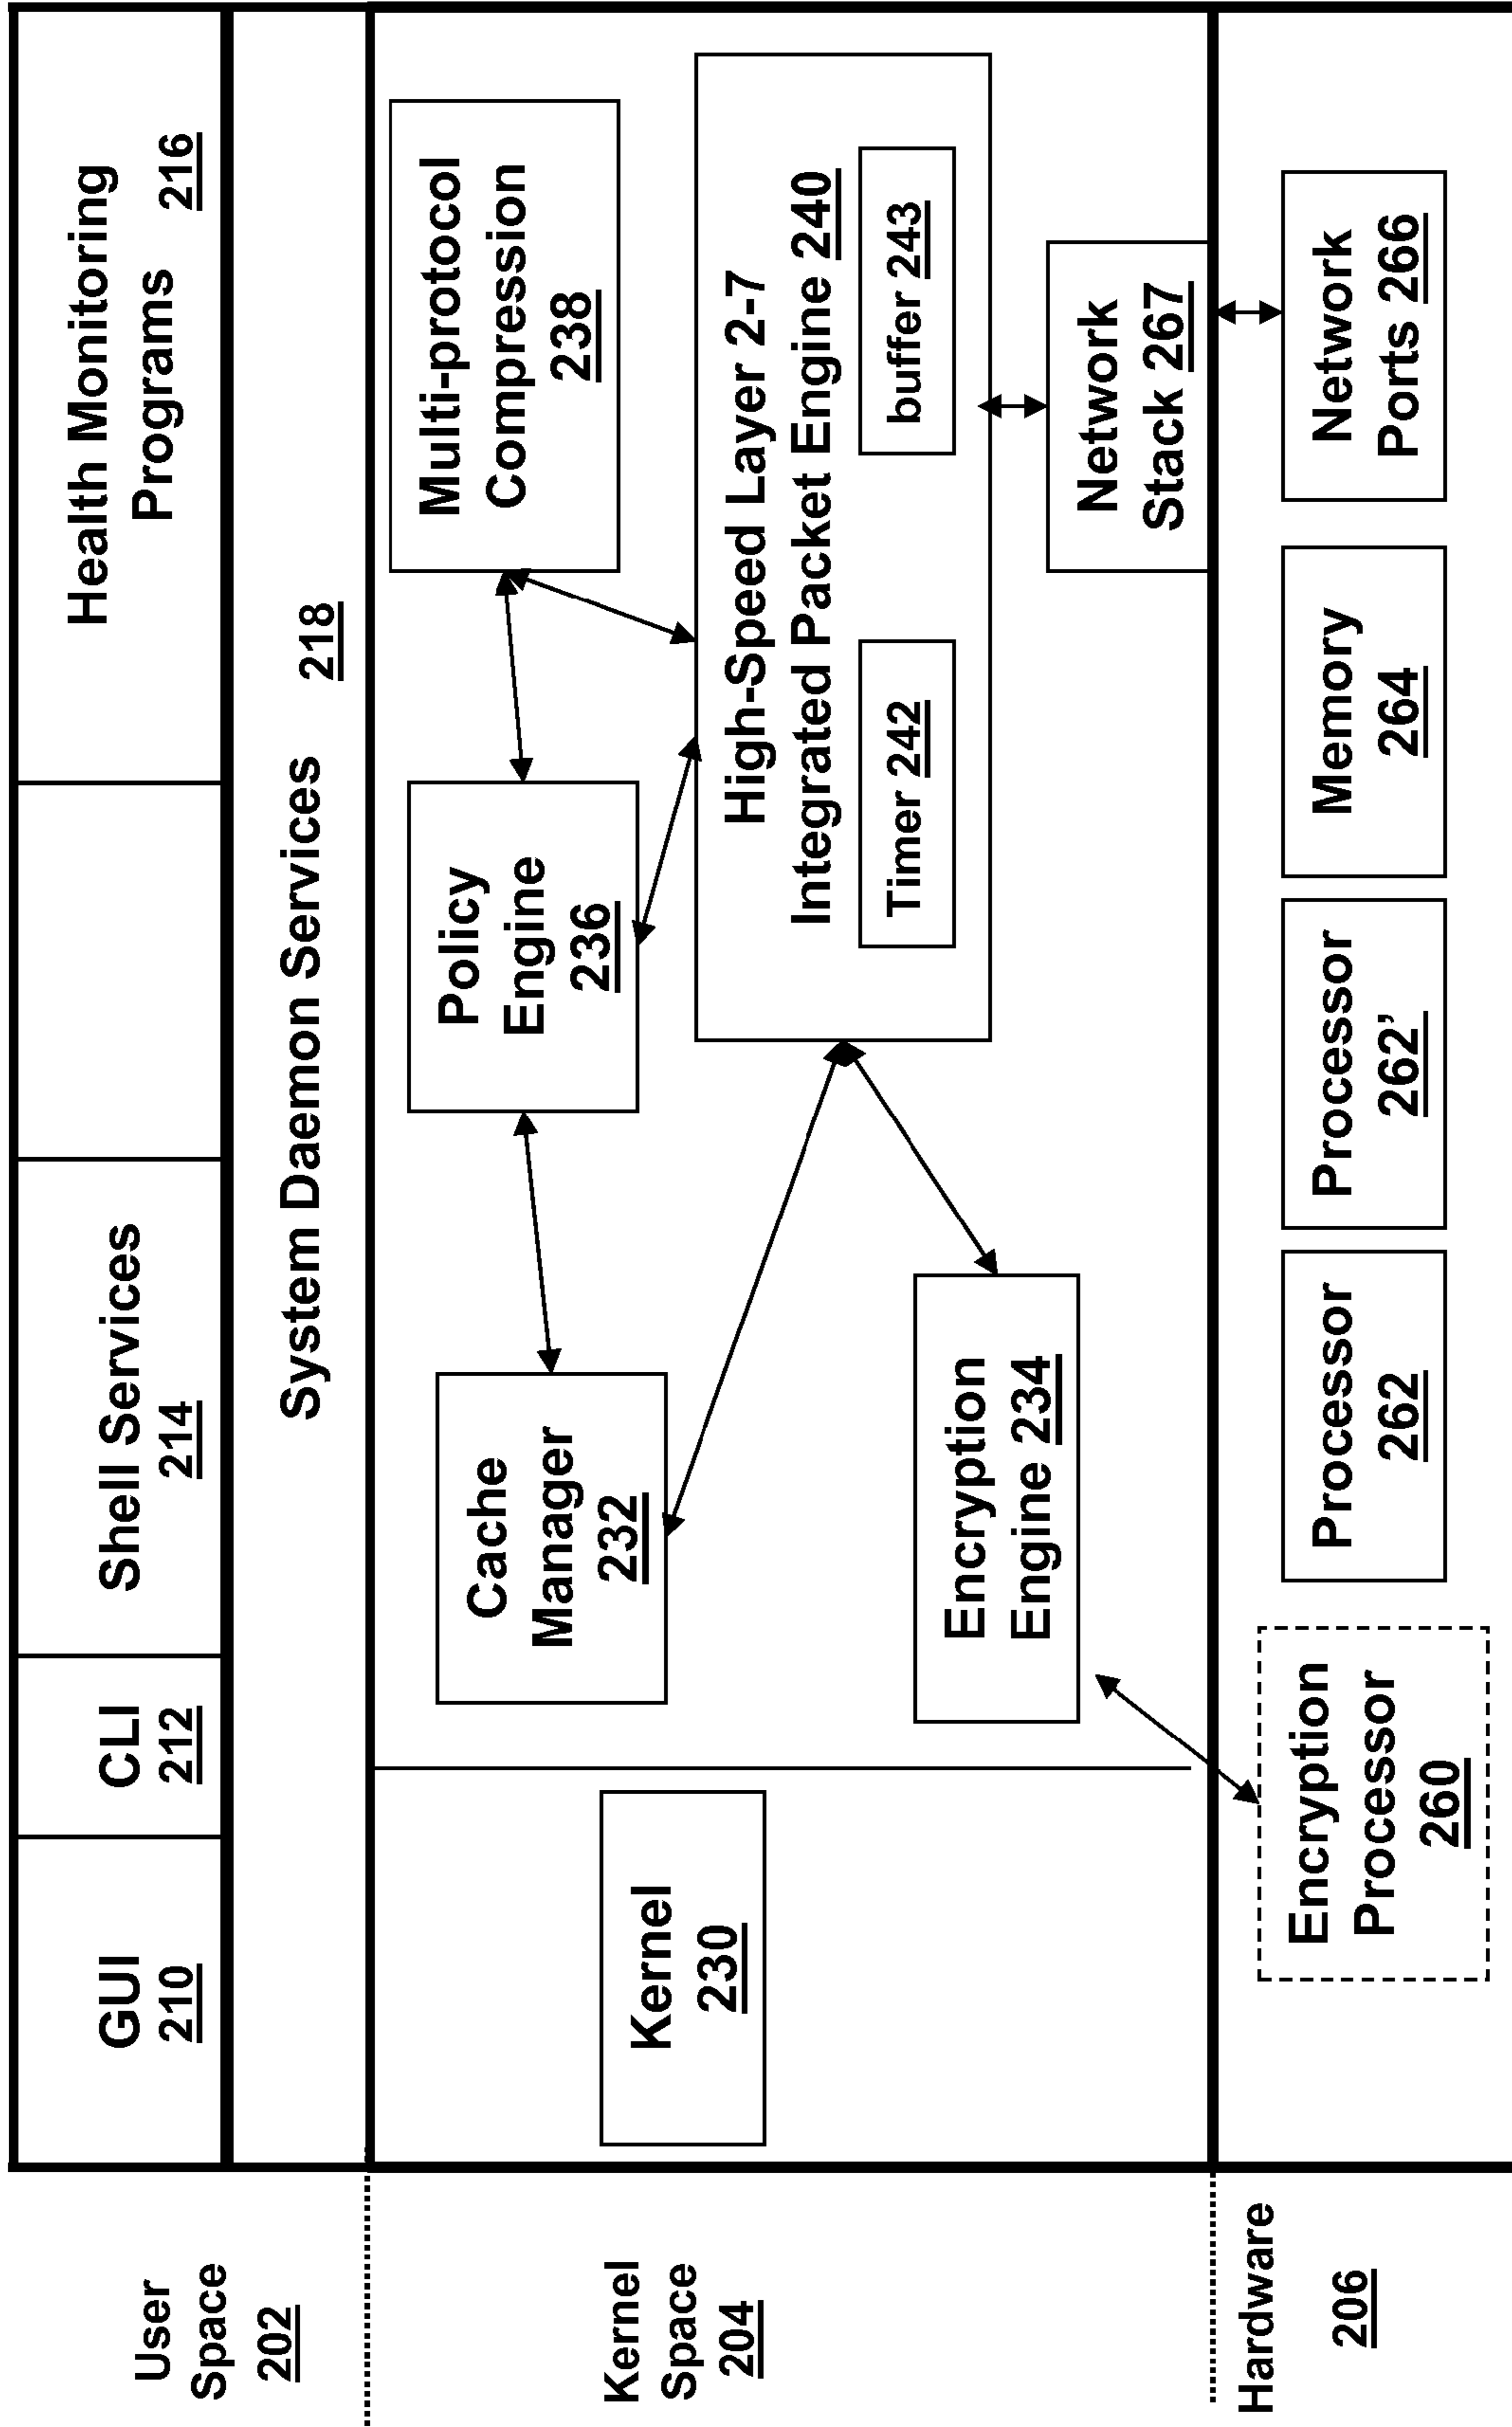 User
Space
202
GUI
210
CLI
212
Shell Services
214
Health Monitoring
Programs 216
System Daemon Services 218
Kernel
Space
204
Kernel
230
Cache
Manager
232
Policy
Engine
236
Multi-protocol
Compression
238
High-Speed Layer 2-7
Integrated Packet Engine 240
Timer 242
buffer 243
Encryption
Engine 234
Network
Stack 267
Hardware
206
Encryption
Processor
260
Processor
262
Processor
262’
Memory
264
Network
Ports 266